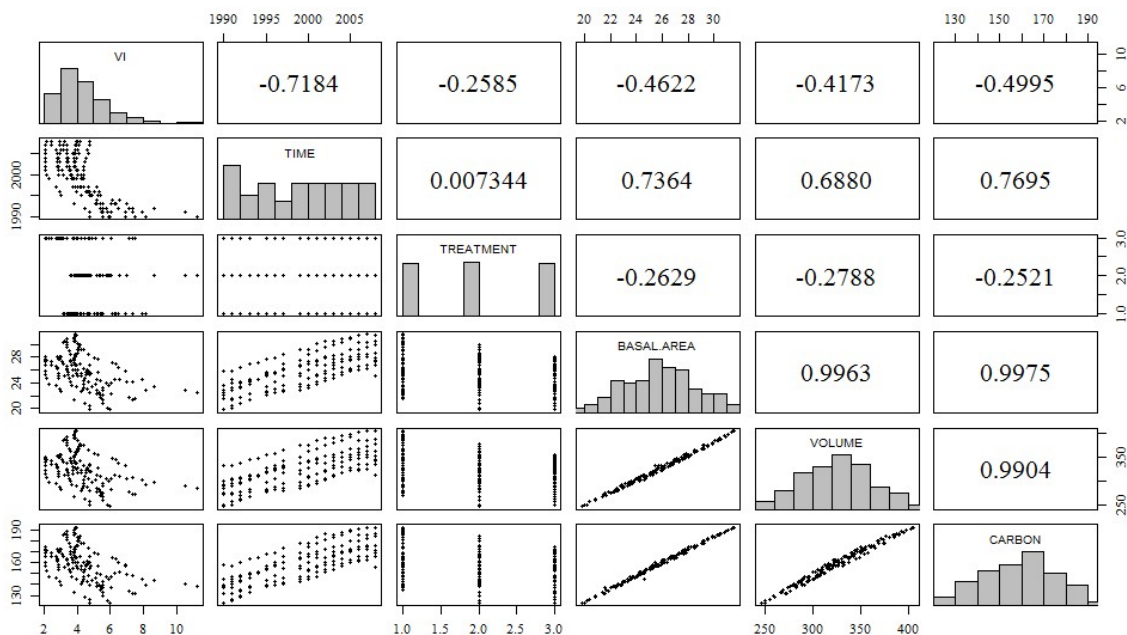 1990 1995 2000 2005 20 22 24 26 28 30 130 150 170 190
VI -0.7184 -0.2585 -0.4622 -0.4173 -0.4995 2 6 10
1990 2000 TIME 0.007344 0.7364 0.6880 0.7695
TREATMENT -0.2629 -0.2788 -0.2521 1.0 2.0 3.0
20 24 28 BASAL.AREA 0.9963 0.9975
VOLUME 0.9904 250 350
130 160 190 CARBON
2 4 6 8 10 1.0 1.5 2.0 2.5 3.0 250 300 350 400